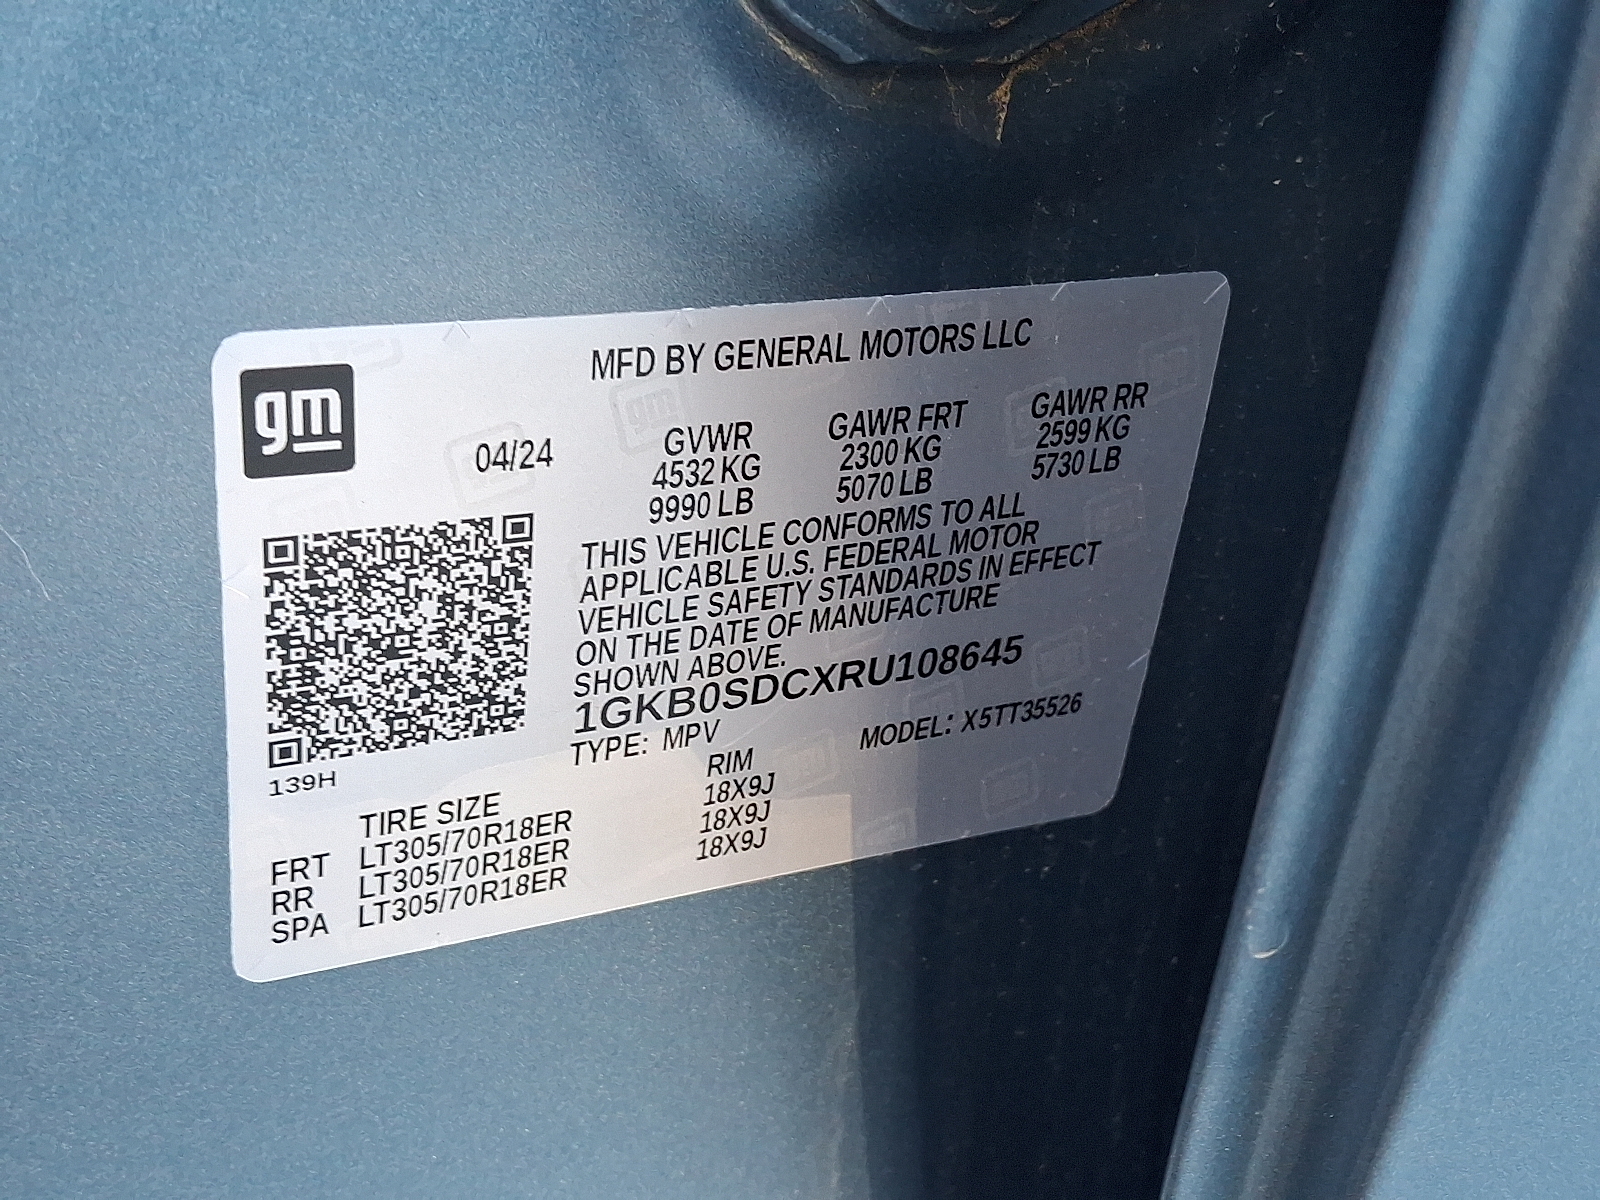 gm
MFD BY GENERAL MOTORS LLC
04/24
GVWR
4532 KG
9990 LB
GAWR FRT
2300 KG
5070 LB
GAWR RR
2599 KG
5730 LB
THIS VEHICLE CONFORMS TO ALL
APPLICABLE U.S. FEDERAL MOTOR
VEHICLE SAFETY STANDARDS IN EFFECT
ON THE DATE OF MANUFACTURE
SHOWN ABOVE.
1GKB0SDCXRU108645
TYPE: MPV
MODEL: X5TT35526
139H
TIRE SIZE
RIM
FRT LT305/70R18ER 18X9J
RR LT305/70R18ER 18X9J
SPA LT305/70R18ER 18X9J